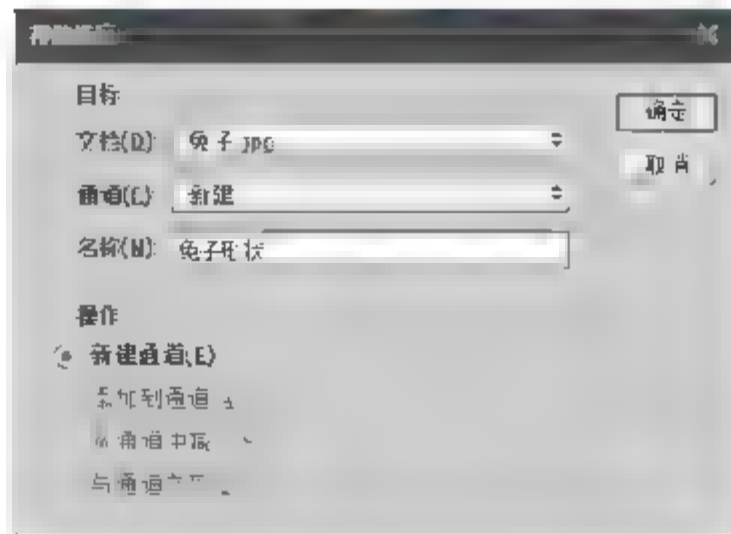 目标
文档(D): 兔子.jpg
通道(C): 新建
名称(N): 兔子形状
确定
取消
操作
新建通道(E)
添加到通道
通道中减
与通道